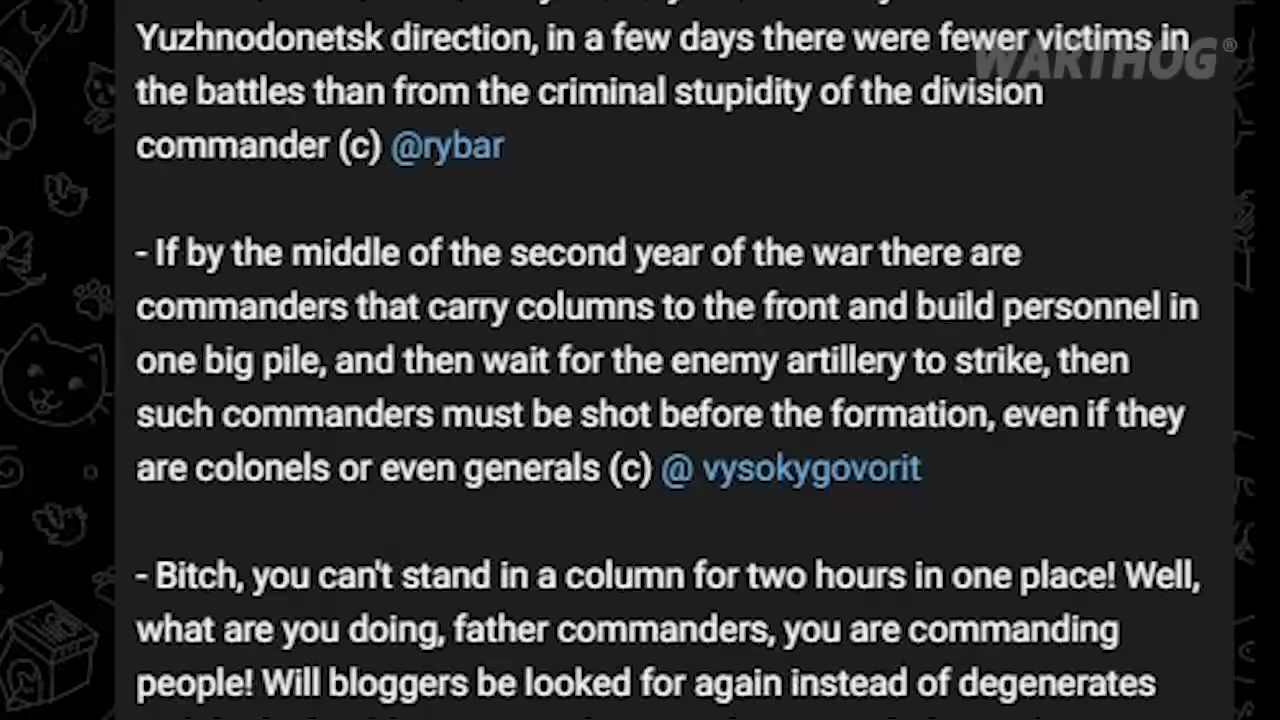 WARTHOG®
Yuzhnodonetsk direction, in a few days there were fewer victims in
the battles than from the criminal stupidity of the division
commander (c) @rybar
- If by the middle of the second year of the war there are
commanders that carry columns to the front and build personnel in
one big pile, and then wait for the enemy artillery to strike, then
such commanders must be shot before the formation, even if they
are colonels or even generals (c) @ vysokygovorit
- Bitch, you can't stand in a column for two hours in one place! Well,
what are you doing, father commanders, you are commanding
people! Will bloggers be looked for again instead of degenerates